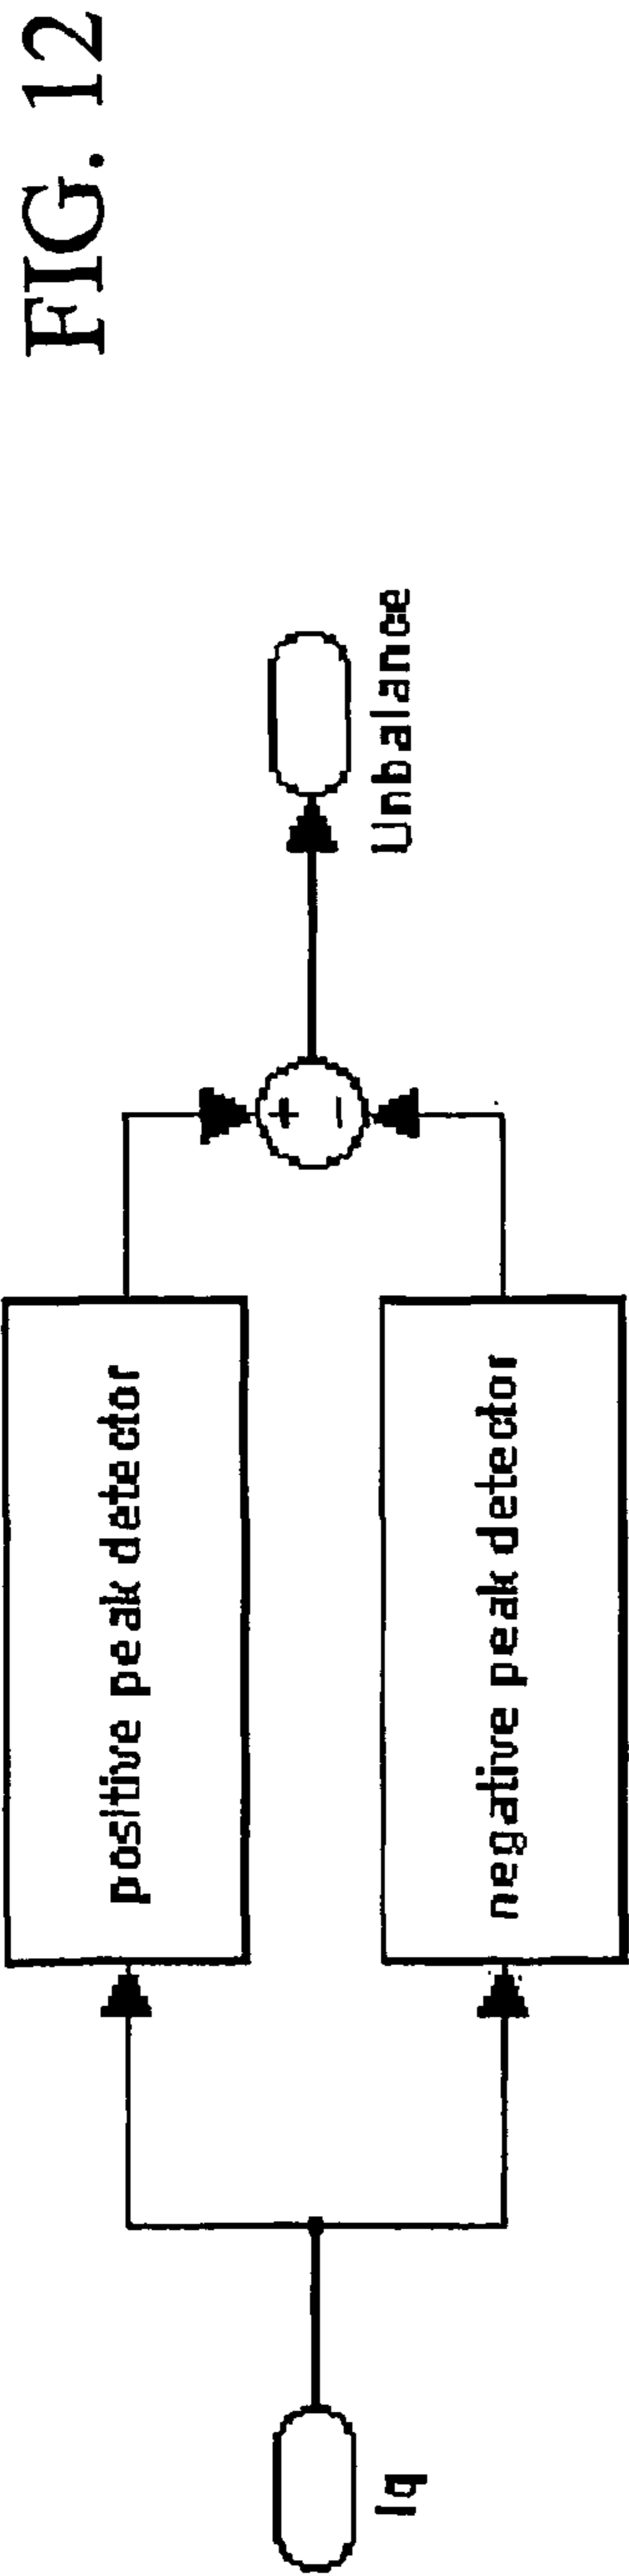 FIG. 12
Iq
positive peak detector
negative peak detector
+
−
Unbalance